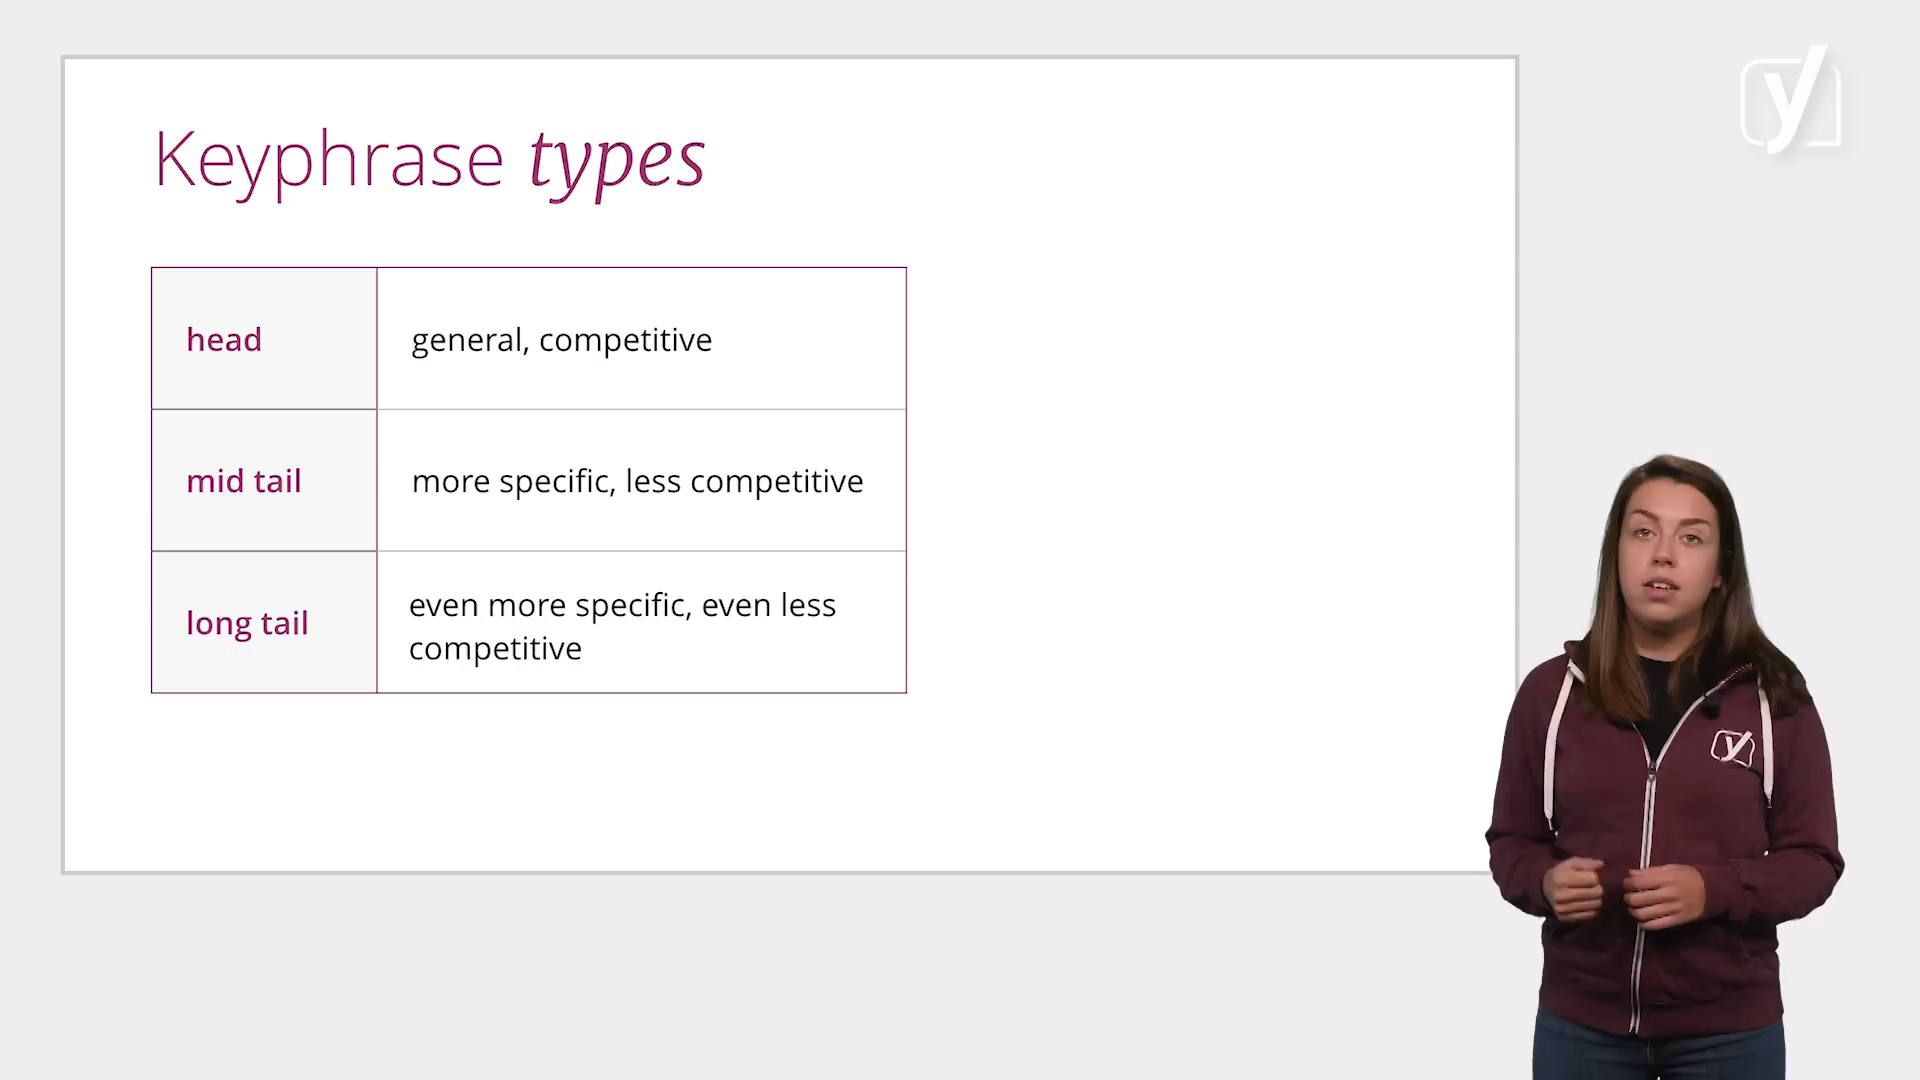 Keyphrase types
head
general, competitive
mid tail
more specific, less competitive
long tail
even more specific, even less
competitive
y
y